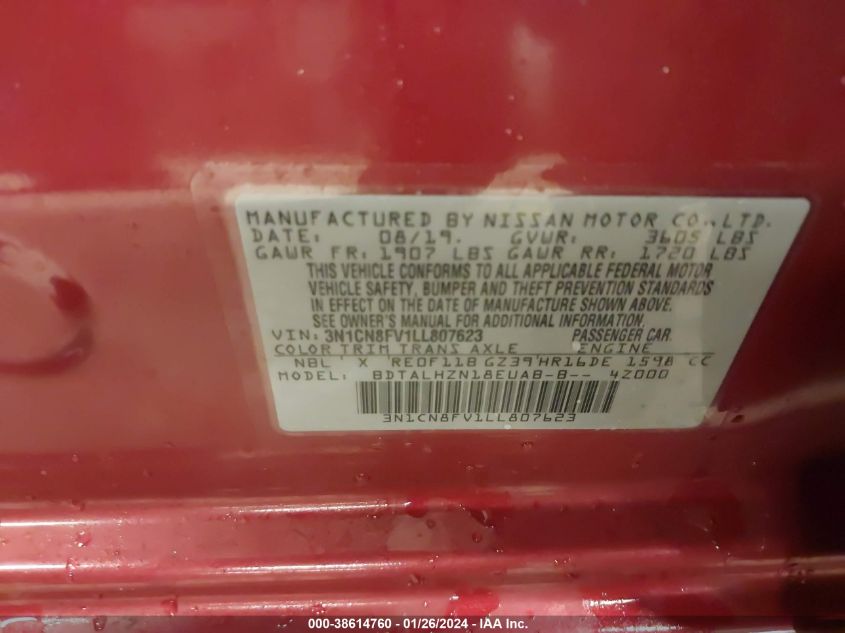 MANUFACTURED BY NISSAN MOTOR CO., LTD.
DATE: 08/19. GVWR: 3605 LBS
GAWR FR: 1907 LBS GAWR RR: 1720 LBS
THIS VEHICLE CONFORMS TO ALL APPLICABLE FEDERAL MOTOR
VEHICLE SAFETY, BUMPER AND THEFT PREVENTION STANDARDS
IN EFFECT ON THE DATE OF MANUFACTURE SHOWN ABOVE.
SEE OWNER'S MANUAL FOR ADDITIONAL INFORMATION.
VIN: 3N1CN8FV1LL807623 PASSENGER CAR
COLOR TRIM TRANS AXLE ENGINE
NBL X RE0F11B GZ39 HR16DE 1598 CC
MODEL: BDTALHZN18EUAB-B-- 4Z000
3N1CN8FV1LL807623
000-38614760 - 01/26/2024 - IAA Inc.